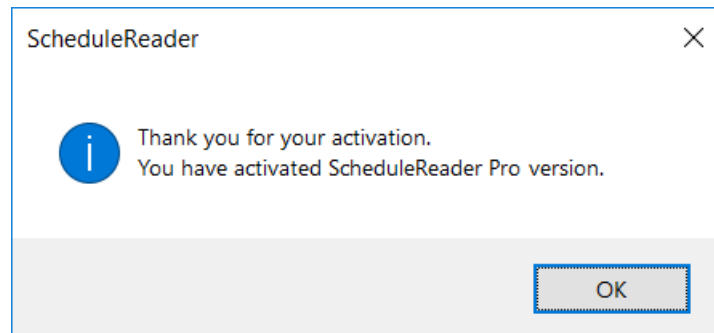 ScheduleReader
Thank you for your activation.
You have activated ScheduleReader Pro version.
OK